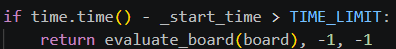 if time.time() - _start_time > TIME_LIMIT:
    return evaluate_board(board), -1, -1